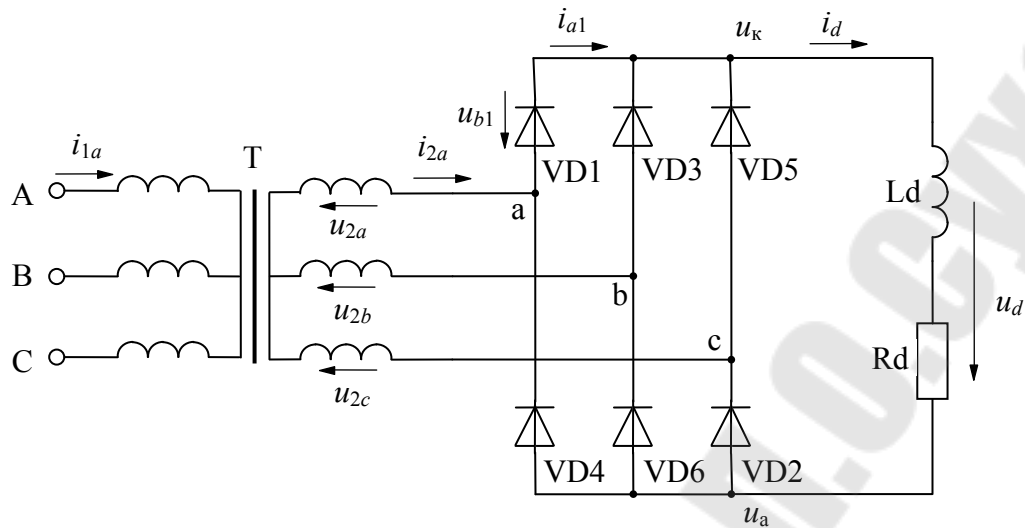 i_a1
u_к
i_d
u_b1
i_1a
T
i_2a
VD1
VD3
VD5
A
a
Ld
u_2a
B
b
u_2b
u_d
C
c
Rd
u_2c
VD4
VD6
VD2
u_а